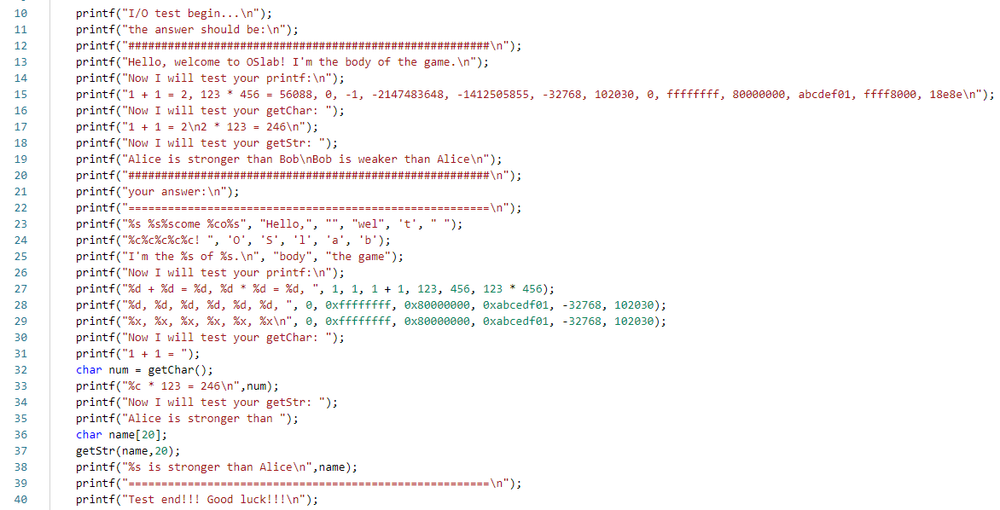 10 printf("I/O test begin...\n");
11 printf("the answer should be:\n");
12 printf("#######################################################\n");
13 printf("Hello, welcome to OSlab! I'm the body of the game.\n");
14 printf("Now I will test your printf:\n");
15 printf("1 + 1 = 2, 123 * 456 = 56088, 0, -1, -2147483648, -1412505855, -32768, 102030, 0, ffffffff, 80000000, abcdef01, ffff8000, 18e8e\n");
16 printf("Now I will test your getChar: ");
17 printf("1 + 1 = 2\n2 * 123 = 246\n");
18 printf("Now I will test your getStr: ");
19 printf("Alice is stronger than Bob\nBob is weaker than Alice\n");
20 printf("#######################################################\n");
21 printf("your answer:\n");
22 printf("=======================================================\n");
23 printf("%s %s%scome %co%s", "Hello,", "", "wel", 't', " ");
24 printf("%c%c%c%c%c! ", 'O', 'S', 'l', 'a', 'b');
25 printf("I'm the %s of %s.\n", "body", "the game");
26 printf("Now I will test your printf:\n");
27 printf("%d + %d = %d, %d * %d = %d, ", 1, 1, 1 + 1, 123, 456, 123 * 456);
28 printf("%d, %d, %d, %d, %d, %d, ", 0, 0xffffffff, 0x80000000, 0xabcedf01, -32768, 102030);
29 printf("%x, %x, %x, %x, %x, %x\n", 0, 0xffffffff, 0x80000000, 0xabcedf01, -32768, 102030);
30 printf("Now I will test your getChar: ");
31 printf("1 + 1 = ");
32 char num = getChar();
33 printf("%c * 123 = 246\n",num);
34 printf("Now I will test your getStr: ");
35 printf("Alice is stronger than ");
36 char name[20];
37 getStr(name,20);
38 printf("%s is stronger than Alice\n",name);
39 printf("=======================================================\n");
40 printf("Test end!!! Good luck!!!\n");